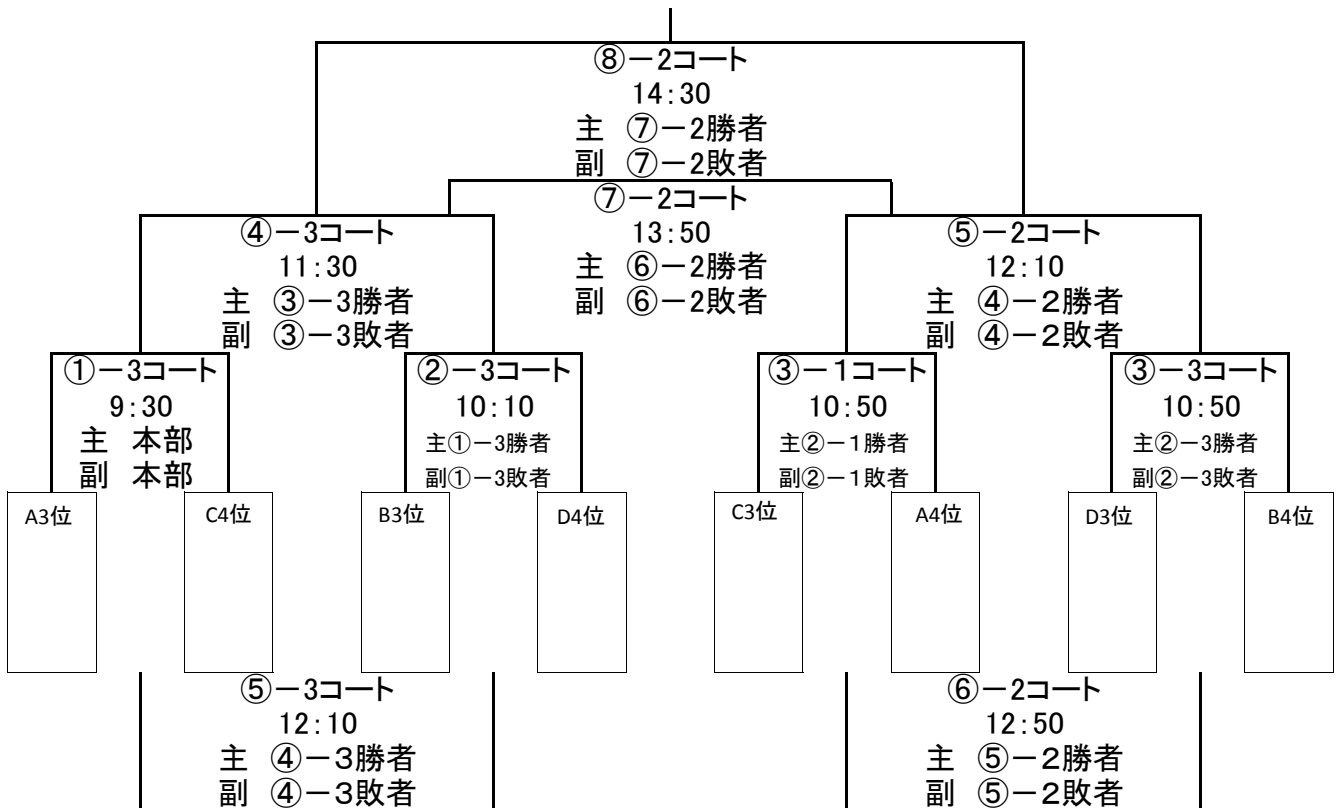 ⑧－2コート
14:30
主　⑦－2勝者
副　⑦－2敗者
⑦－2コート
13:50
主　⑥－2勝者
副　⑥－2敗者
④－3コート
11:30
主　③－3勝者
副　③－3敗者
⑤－2コート
12:10
主　④－２勝者
副　④－２敗者
①－3コート
9:30
主　本部
副　本部
②－3コート
10:10
主①－3勝者
副①－3敗者
③－1コート
10:50
主②－１勝者
副②－１敗者
③－3コート
10:50
主②－3勝者
副②－3敗者
A3位
C4位
B3位
D4位
C3位
A4位
D3位
B4位
⑤－3コート
12:10
主　④－３勝者
副　④－３敗者
⑥－2コート
12:50
主　⑤－２勝者
副　⑤－２敗者